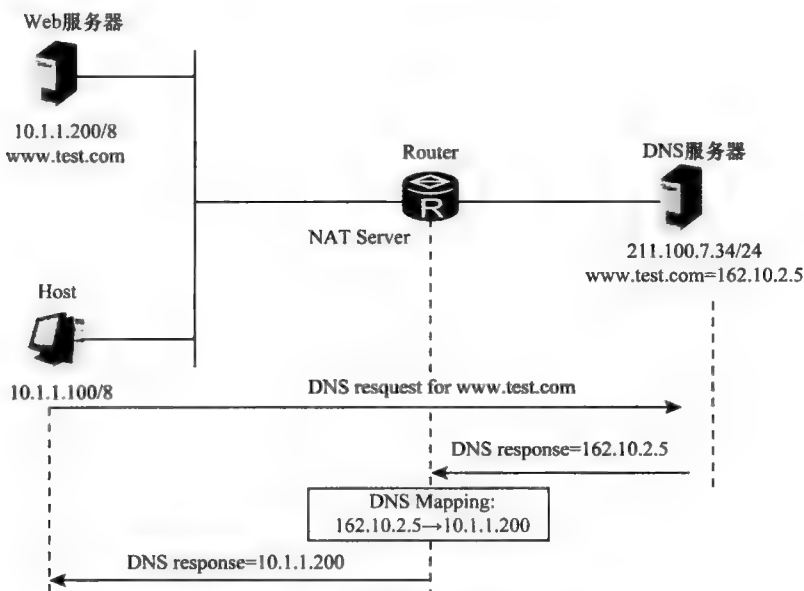 Web服务器
10.1.1.200/8
www.test.com
Router
R
NAT Server
DNS服务器
211.100.7.34/24
www.test.com=162.10.2.5
Host
10.1.1.100/8
DNS resquest for www.test.com
DNS response=162.10.2.5
DNS Mapping:
162.10.2.5→10.1.1.200
DNS response=10.1.1.200